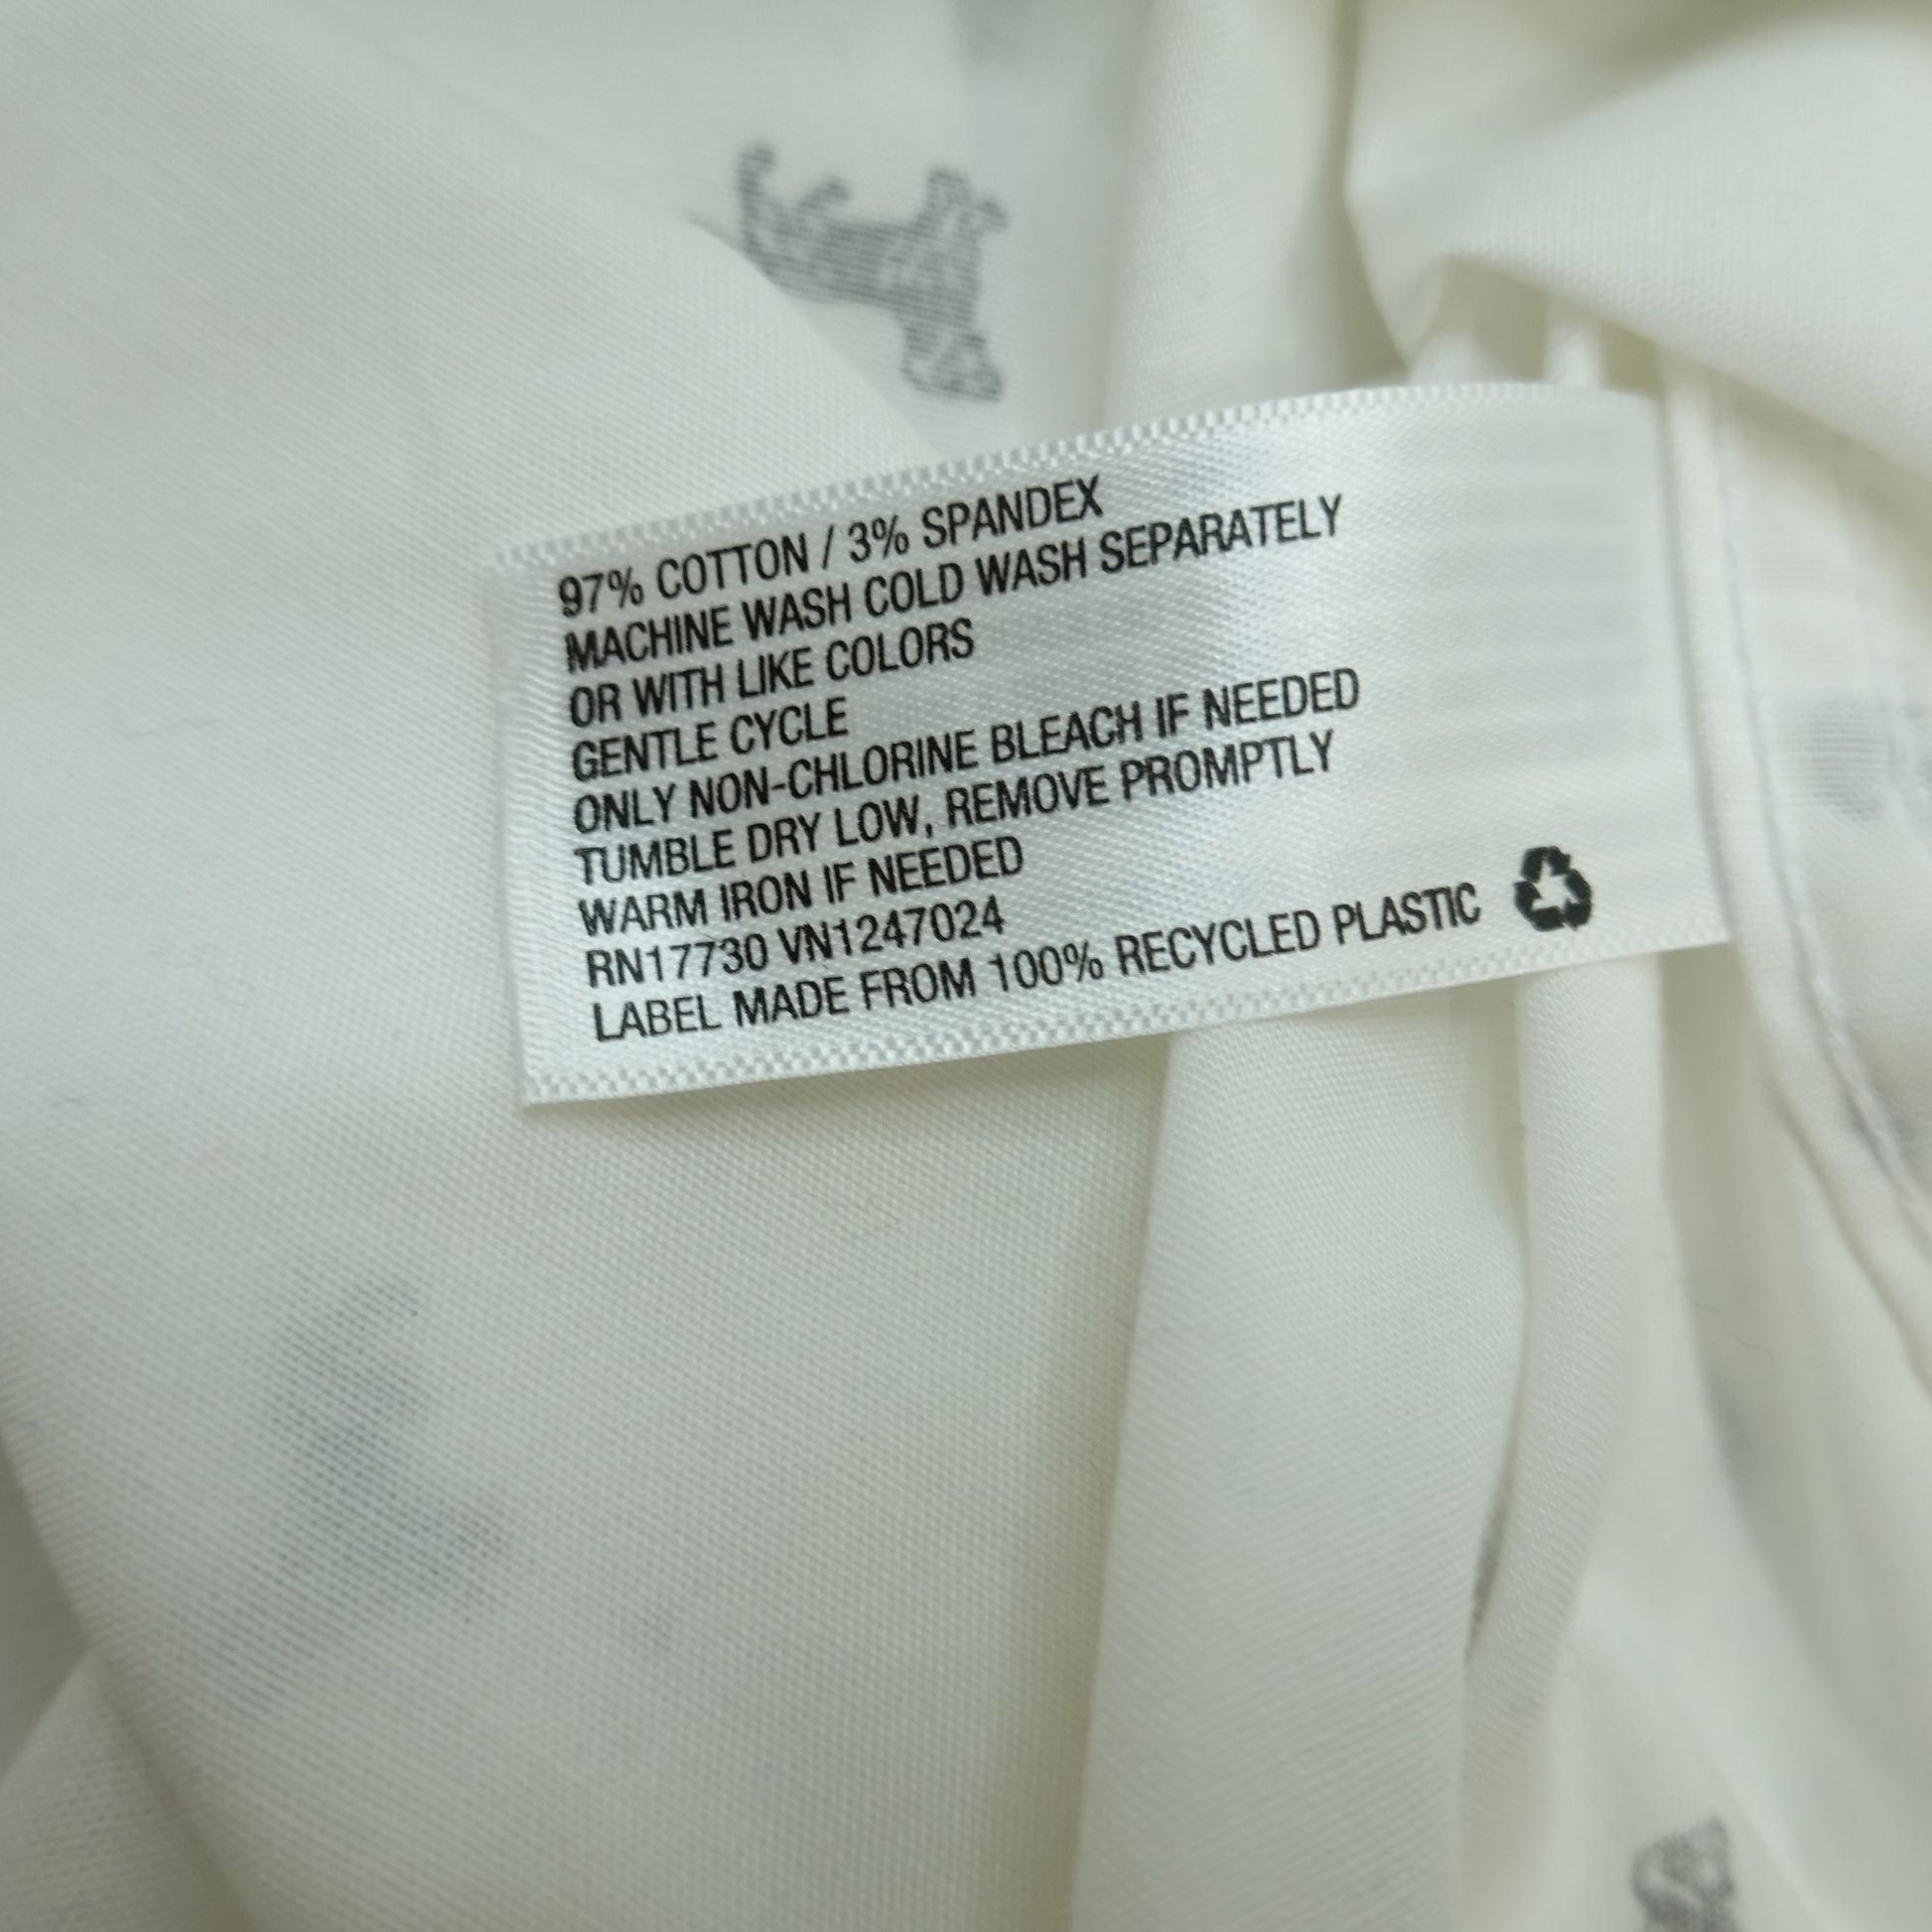 97% COTTON / 3% SPANDEX
MACHINE WASH COLD WASH SEPARATELY
OR WITH LIKE COLORS
GENTLE CYCLE
ONLY NON-CHLORINE BLEACH IF NEEDED
TUMBLE DRY LOW, REMOVE PROMPTLY
WARM IRON IF NEEDED
RN17730 VN1247024
LABEL MADE FROM 100% RECYCLED PLASTIC